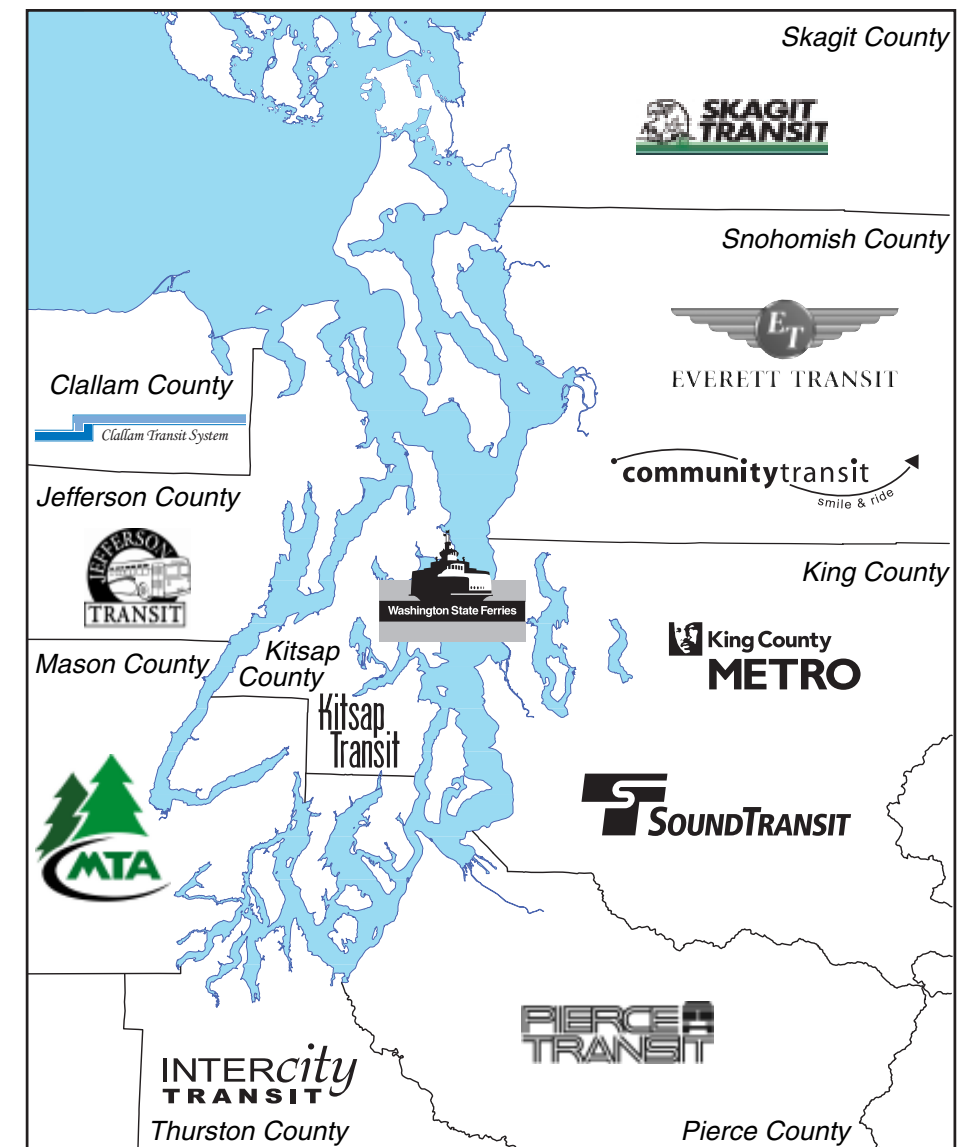 Skagit County
SKAGIT
TRANSIT
Snohomish County
ET
EVERETT TRANSIT
Clallam County
Clallam Transit System
communitytransit
smile & ride
Jefferson County
JEFFERSON
TRANSIT
Washington State Ferries
King County
King County
METRO
Mason County
Kitsap
County
Kitsap
Transit
SOUNDTRANSIT
MTA
PIERCE
TRANSIT
INTERcity
TRANSIT
Thurston County
Pierce County